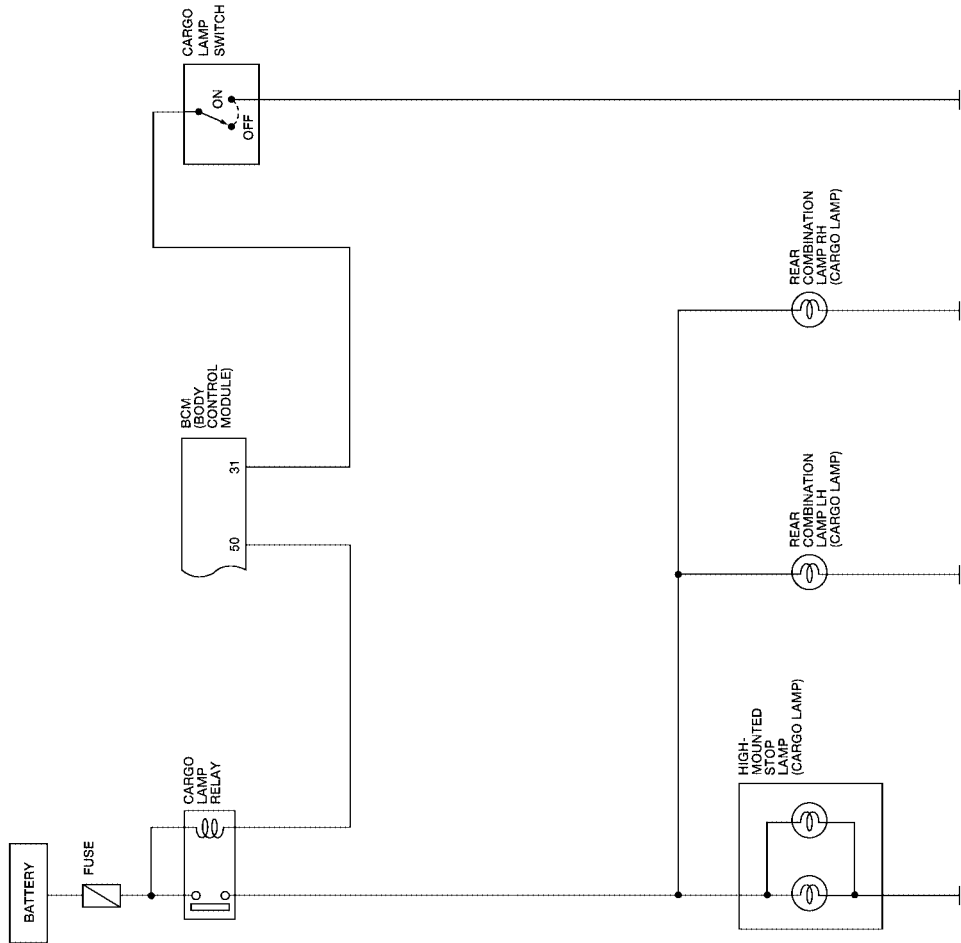 BATTERY
FUSE
CARGO
LAMP
RELAY
BCM
(BODY
CONTROL
MODULE)
50
31
CARGO
LAMP
SWITCH
OFF
ON
HIGH-
MOUNTED
STOP
LAMP
(CARGO LAMP)
REAR
COMBINATION
LAMP LH
(CARGO LAMP)
REAR
COMBINATION
LAMP RH
(CARGO LAMP)